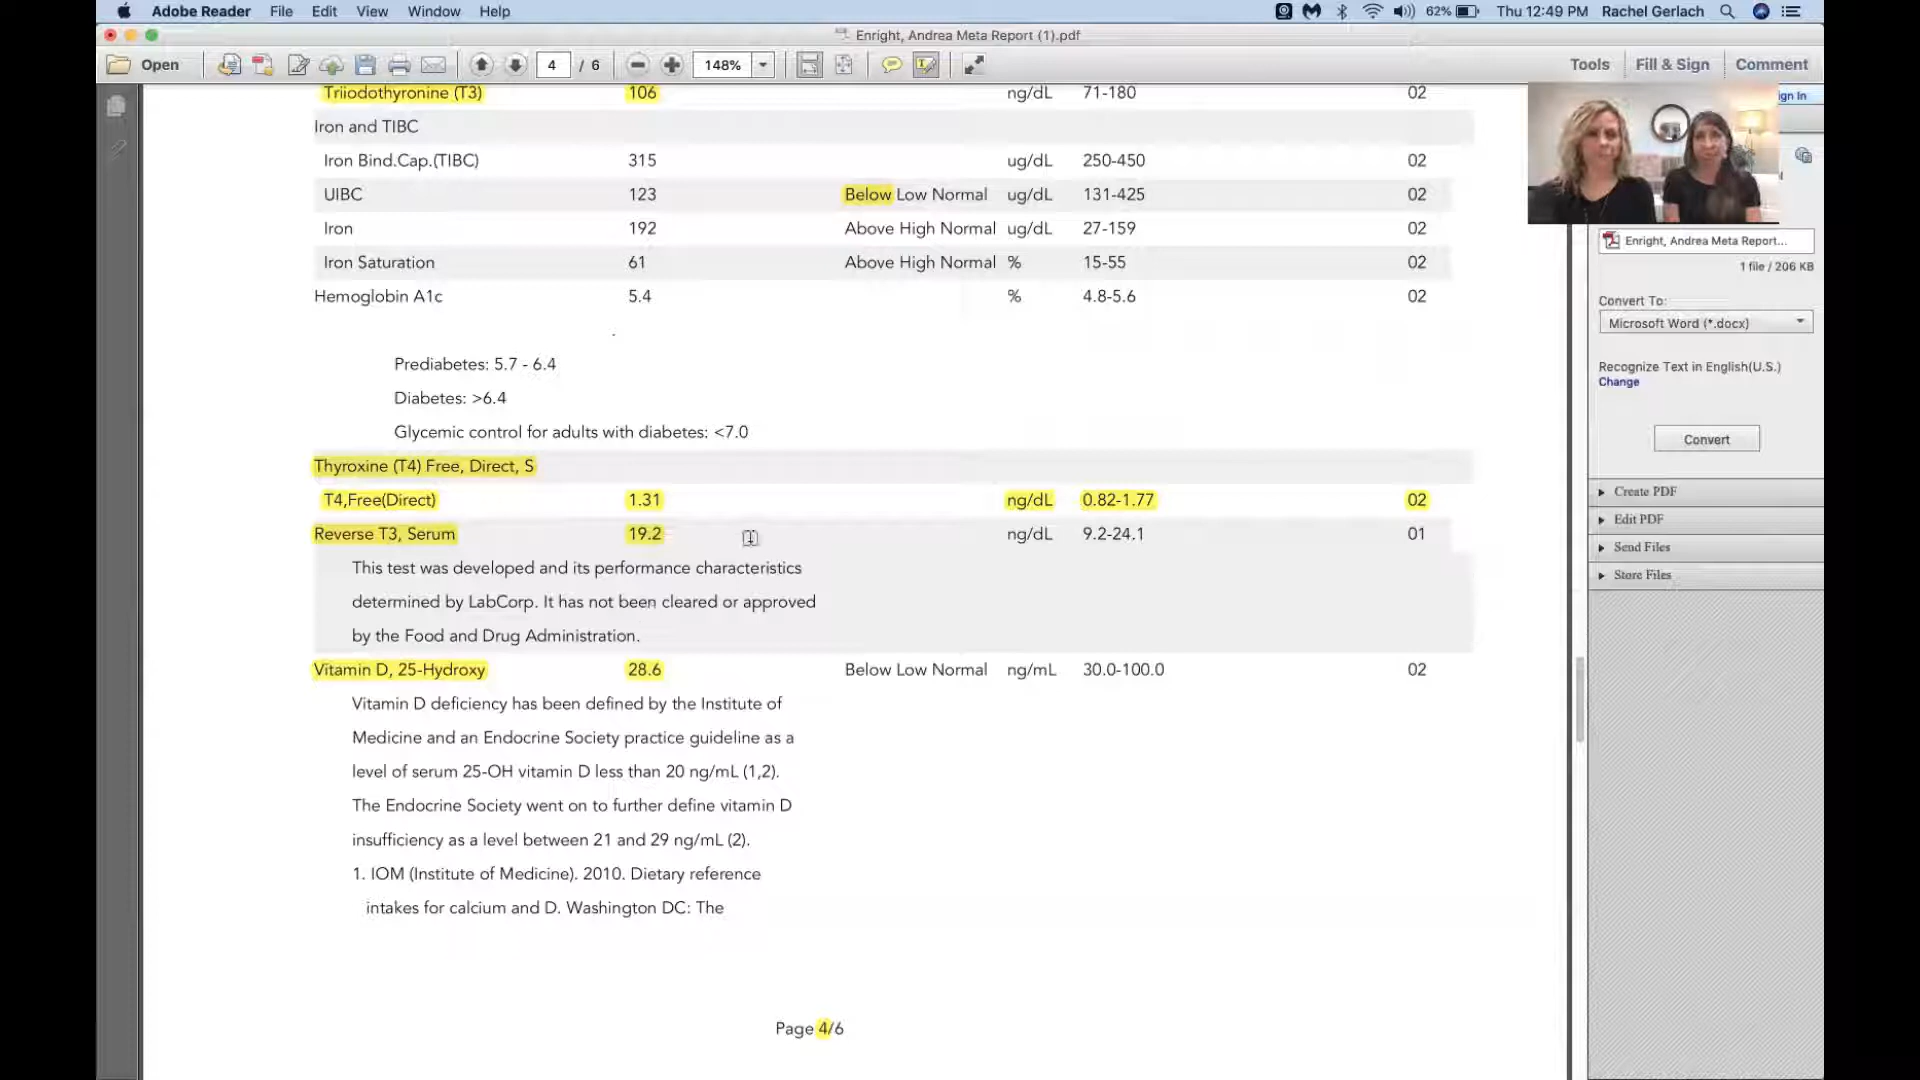 Adobe Reader File Edit View Window Help 62% Thu 12:49 PM Rachel Gerlach
Enright, Andrea Meta Report (1).pdf
Open 4 / 6 148% Tools Fill & Sign Comment
Triiodothyronine (T3) 106 ng/dL 71-180 02
ign In
Iron and TIBC
Iron Bind.Cap.(TIBC) 315 ug/dL 250-450 02
UIBC 123 Below Low Normal ug/dL 131-425 02
Iron 192 Above High Normal ug/dL 27-159 02
Iron Saturation 61 Above High Normal % 15-55 02
Hemoglobin A1c 5.4 % 4.8-5.6 02
.
Prediabetes: 5.7 - 6.4
Diabetes: >6.4
Glycemic control for adults with diabetes: <7.0
Thyroxine (T4) Free, Direct, S
T4,Free(Direct) 1.31 ng/dL 0.82-1.77 02
Reverse T3, Serum 19.2 ng/dL 9.2-24.1 01
This test was developed and its performance characteristics
determined by LabCorp. It has not been cleared or approved
by the Food and Drug Administration.
Vitamin D, 25-Hydroxy 28.6 Below Low Normal ng/mL 30.0-100.0 02
Vitamin D deficiency has been defined by the Institute of
Medicine and an Endocrine Society practice guideline as a
level of serum 25-OH vitamin D less than 20 ng/mL (1,2).
The Endocrine Society went on to further define vitamin D
insufficiency as a level between 21 and 29 ng/mL (2).
1. IOM (Institute of Medicine). 2010. Dietary reference
intakes for calcium and D. Washington DC: The
Page 4/6
Enright, Andrea Meta Report...
1 file / 206 KB
Convert To:
Microsoft Word (*.docx)
Recognize Text in English(U.S.)
Change
Convert
Create PDF
Edit PDF
Send Files
Store Files